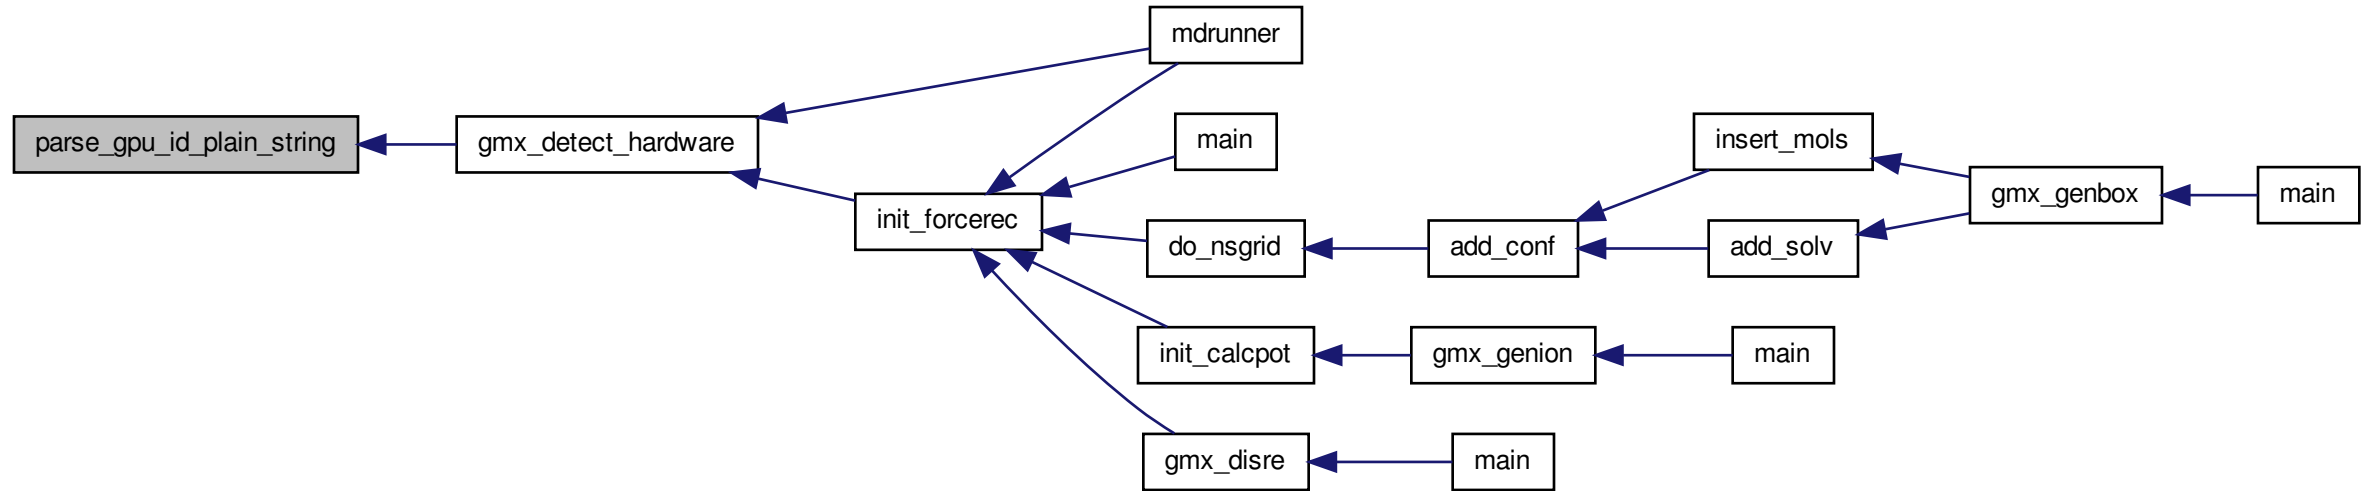 mdrunner
parse_gpu_id_plain_string
gmx_detect_hardware
main
insert_mols
init_forcerec
gmx_genbox
main
do_nsgrid
add_conf
add_solv
init_calcpot
gmx_genion
main
gmx_disre
main